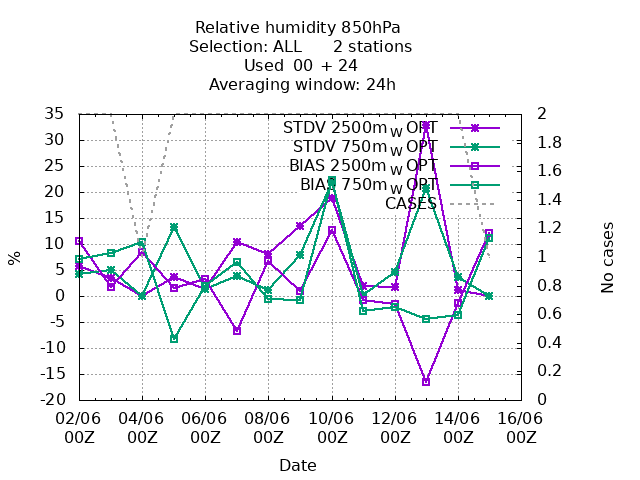 Relative humidity 850hPa
Selection: ALL 2 stations
Used 00 + 24
Averaging window: 24h
35
30
25
20
15
10
5
0
-5
-10
-15
-20
%
2
1.8
1.6
1.4
1.2
1
0.8
0.6
0.4
0.2
0
No cases
STDV 2500m_W OPT
STDV 750m_W OPT
BIAS 2500m_W OPT
BIAS 750m_W OPT
CASES
02/06 04/06 06/06 08/06 10/06 12/06 14/06 16/06
00Z 00Z 00Z 00Z 00Z 00Z 00Z 00Z
Date